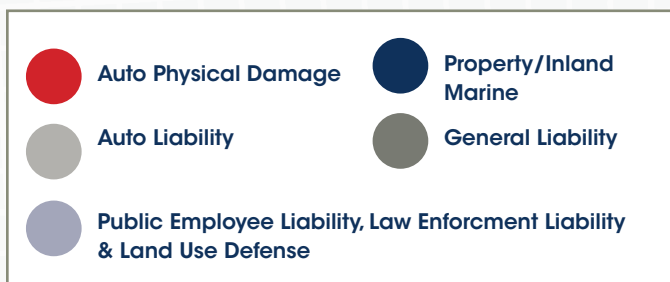 Auto Physical Damage
Property/Inland
Marine
Auto Liability
General Liability
Public Employee Liability, Law Enforcment Liability
& Land Use Defense